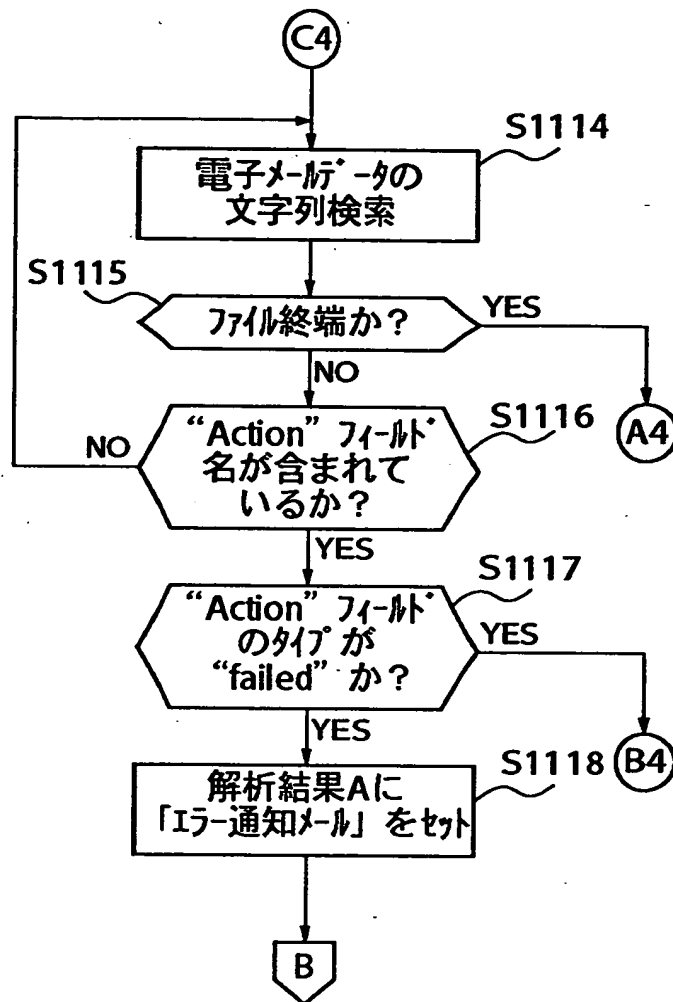 C4
S1114
電子メールデータの
文字列検索
S1115
ファイル終端か？
YES
NO
A4
S1116
“Action” フィールド
名が含まれて
いるか？
NO
YES
S1117
“Action” フィールド
のタイプが
“failed” か？
YES
YES
B4
S1118
解析結果Aに
「エラー通知メール」をセット
B